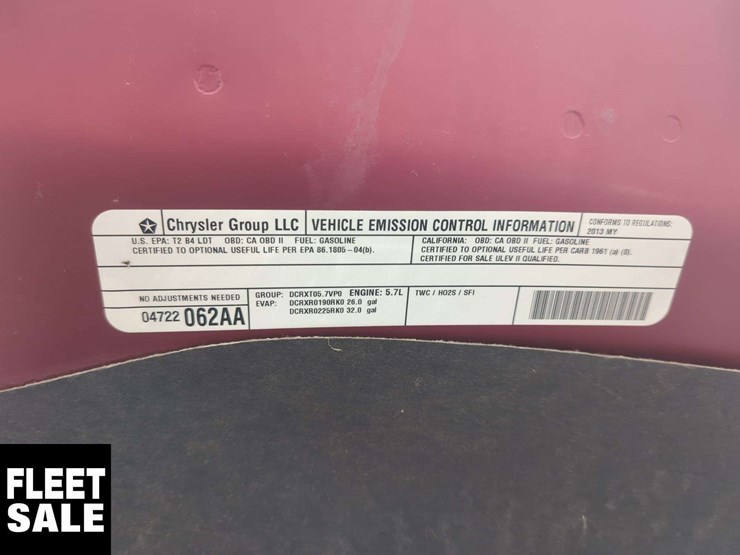 Chrysler Group LLC
VEHICLE EMISSION CONTROL INFORMATION
CONFORMS TO REGULATIONS:
2013 MY
U.S. EPA: T2 B4 LDT OBD: CA OBD II FUEL: GASOLINE
CERTIFIED TO OPTIONAL USEFUL LIFE PER EPA 86.1805-04(b).
CALIFORNIA: OBD: CA OBD II FUEL: GASOLINE
CERTIFIED TO OPTIONAL USEFUL LIFE PER CARB 1961 (a) (8).
CERTIFIED FOR SALE ULEV II QUALIFIED.
NO ADJUSTMENTS NEEDED
04722 062AA
GROUP: DCRXT05.7VP0 ENGINE: 5.7L
EVAP: DCRXR0190RK0 26.0 gal
DCRXR0225RK0 32.0 gal
TWC / HO2S / SFI
FLEET
SALE